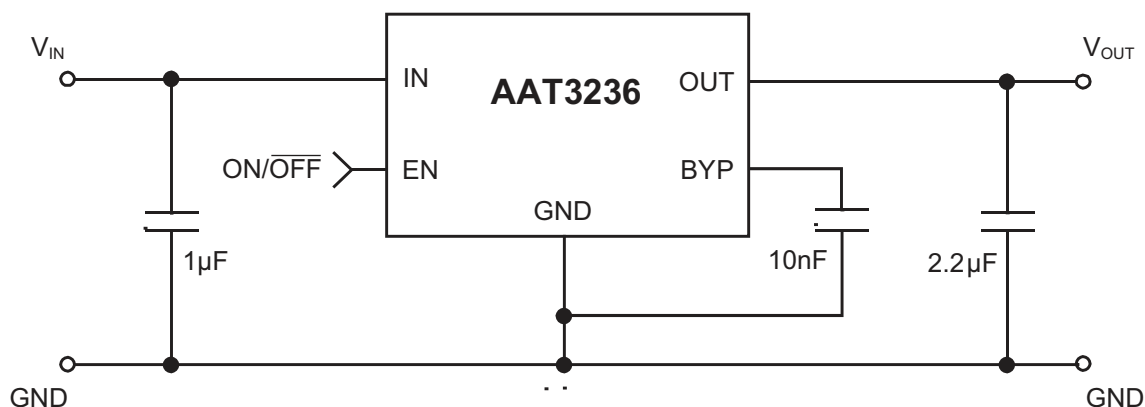 V_IN
V_OUT
IN
AAT3236
OUT
ON/OFF
EN
BYP
GND
1µF
10nF
2.2µF
GND
GND